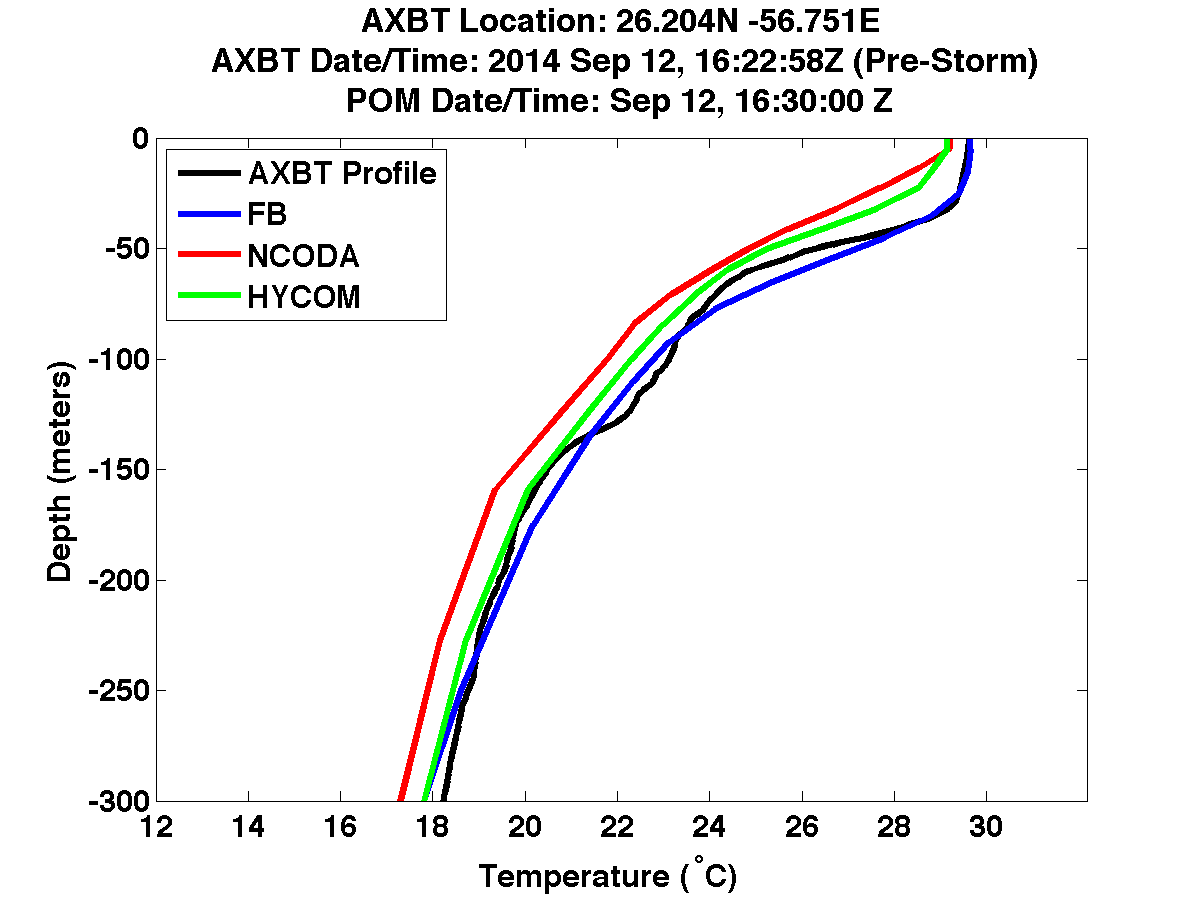 AXBT Location: 26.204N -56.751E
AXBT Date/Time: 2014 Sep 12, 16:22:58Z (Pre-Storm)
POM Date/Time: Sep 12, 16:30:00 Z
AXBT Profile
FB
NCODA
HYCOM
0
-50
-100
-150
-200
-250
-300
Depth (meters)
12 14 16 18 20 22 24 26 28 30
Temperature (°C)